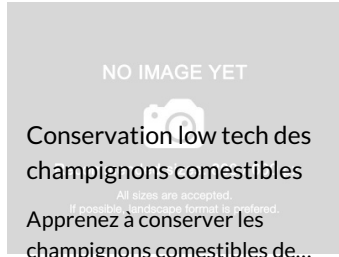 NO IMAGE YET
Conservation low tech des
champignons comestibles
All sizes are accepted.
If possible, landscape format is prefered.
Apprenez à conserver les
champignons comestibles de...